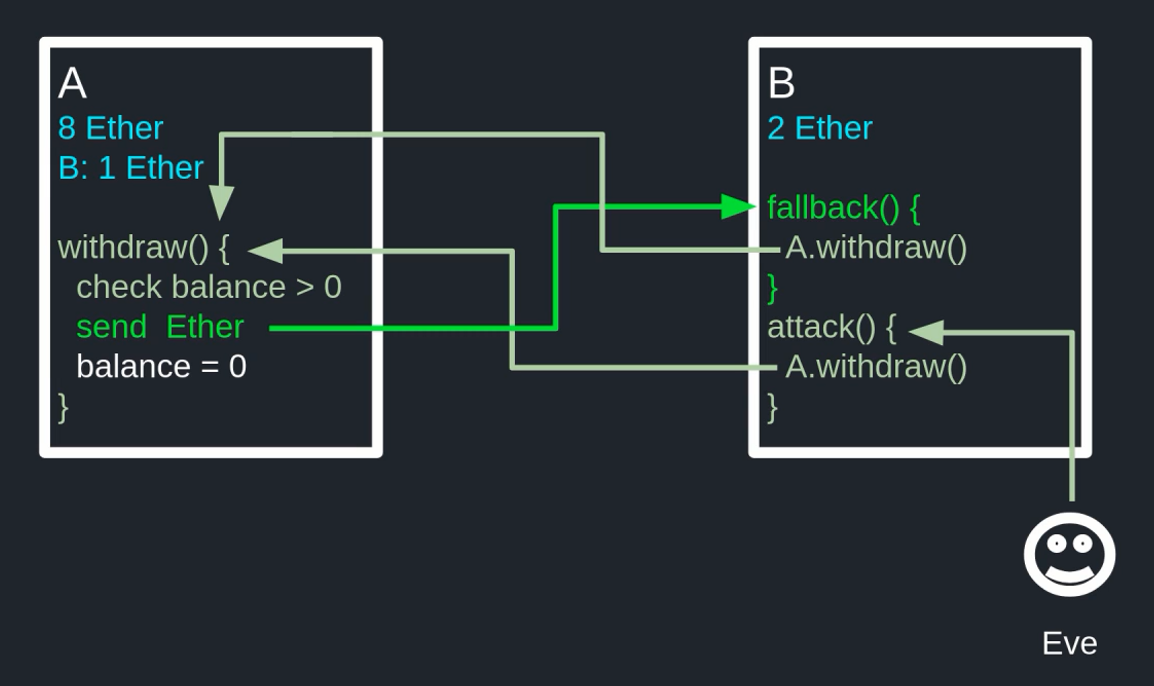 A
8 Ether
B: 1 Ether
withdraw() {
check balance > 0
send  Ether
balance = 0
}
B
2 Ether
fallback() {
A.withdraw()
}
attack() {
A.withdraw()
}
Eve